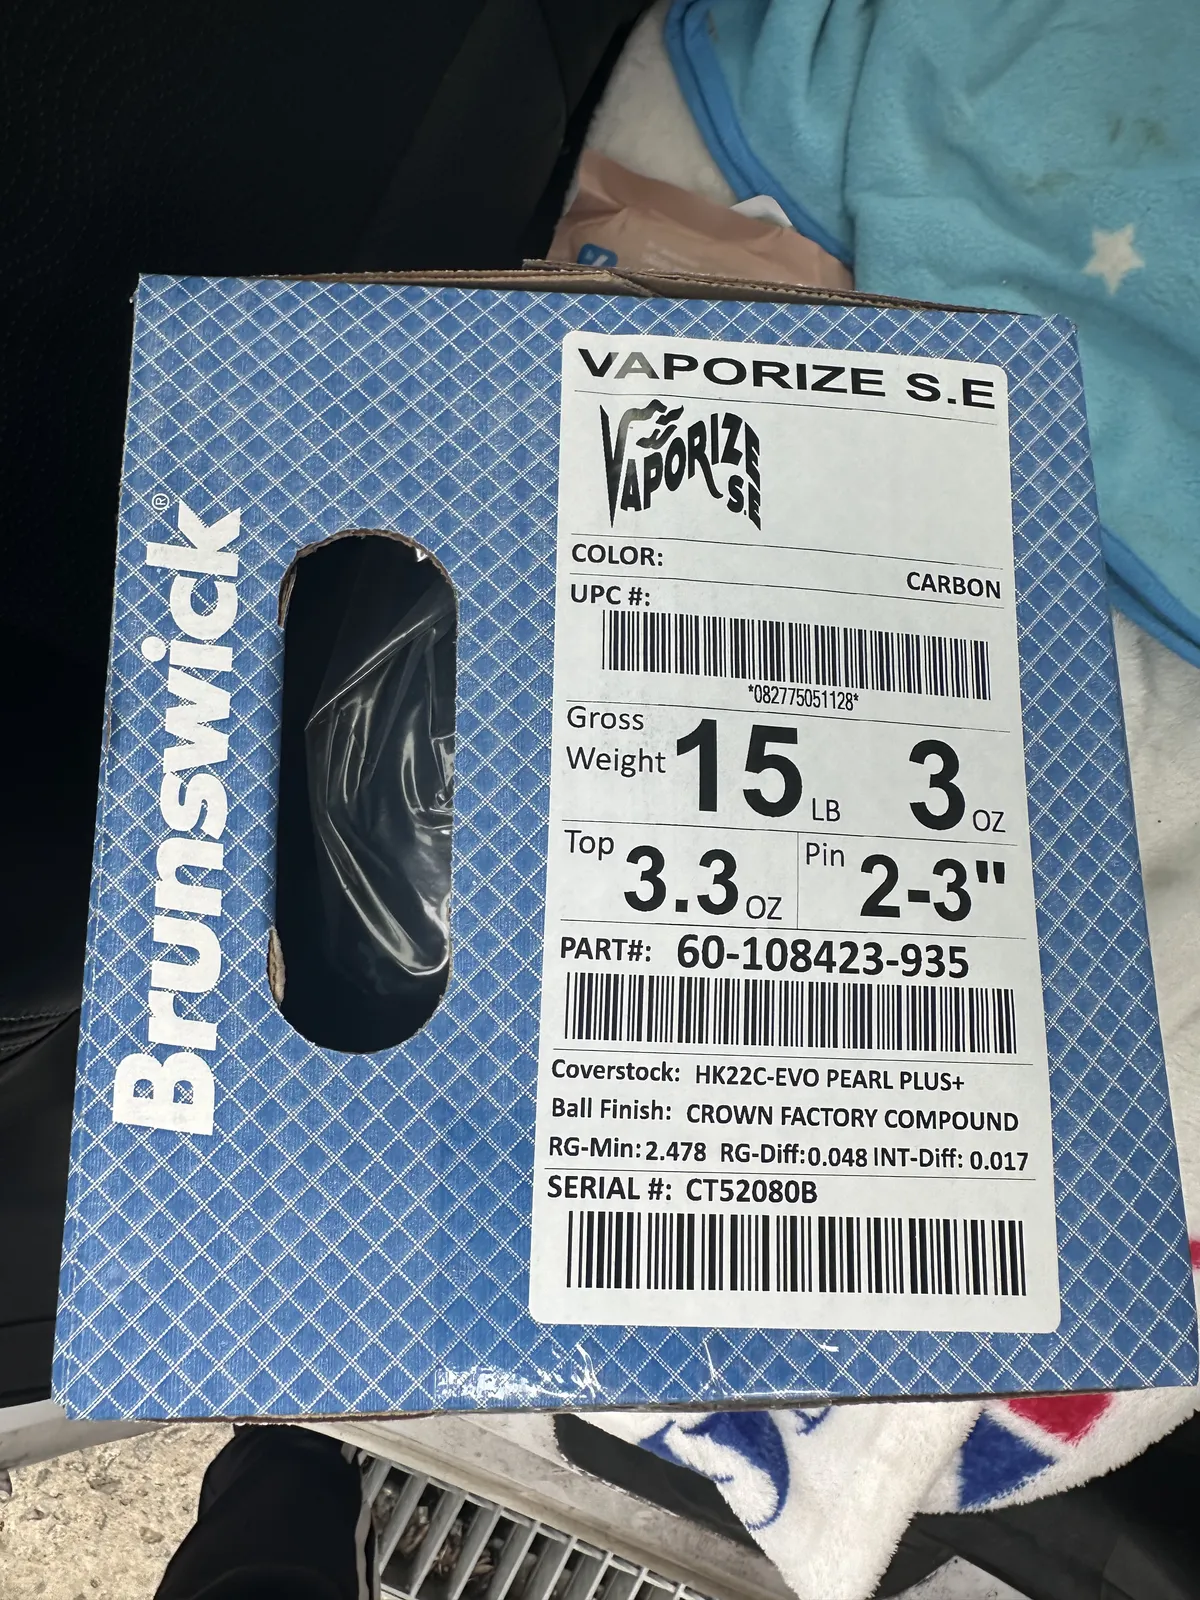 Brunswick®
VAPORIZE S.E
VAPORIZE
S.E
COLOR:
CARBON
UPC #:
*082775051128*
Gross
Weight 15 LB 3 OZ
Top 3.3 OZ Pin 2-3"
PART#: 60-108423-935
Coverstock: HK22C-EVO PEARL PLUS+
Ball Finish: CROWN FACTORY COMPOUND
RG-Min: 2.478 RG-Diff: 0.048 INT-Diff: 0.017
SERIAL #: CT52080B